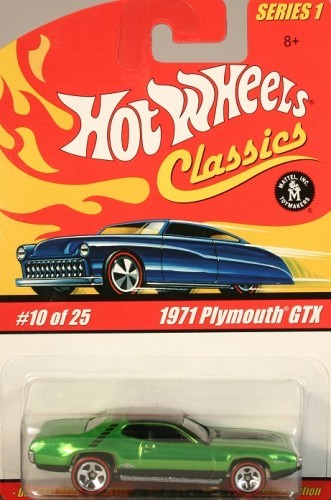 SERIES 1
8+
Hot Wheels
Classics
MATTEL, INC.
M
TOYMAKERS
#10 of 25 1971 Plymouth® GTX